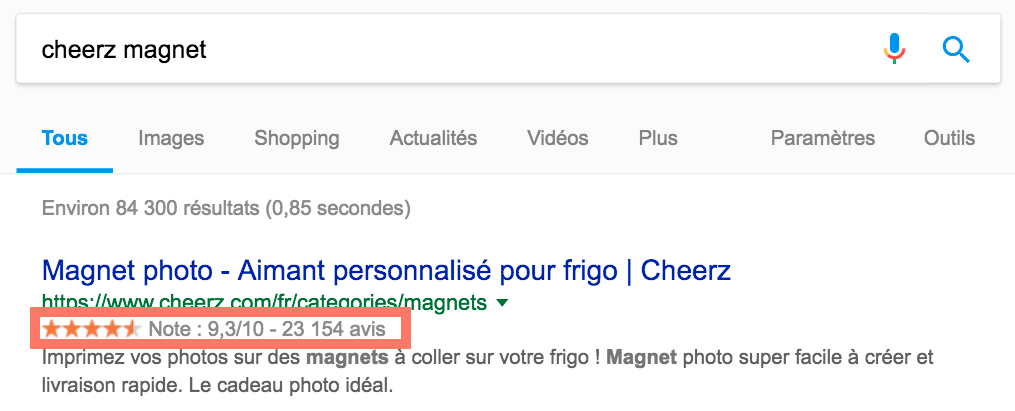 cheerz magnet
Tous Images Shopping Actualités Vidéos Plus Paramètres Outils
Environ 84 300 résultats (0,85 secondes)
Magnet photo - Aimant personnalisé pour frigo | Cheerz
https://www.cheerz.com/fr/categories/magnets
Note : 9,3/10 - 23 154 avis
Imprimez vos photos sur des magnets à coller sur votre frigo ! Magnet photo super facile à créer et
livraison rapide. Le cadeau photo idéal.